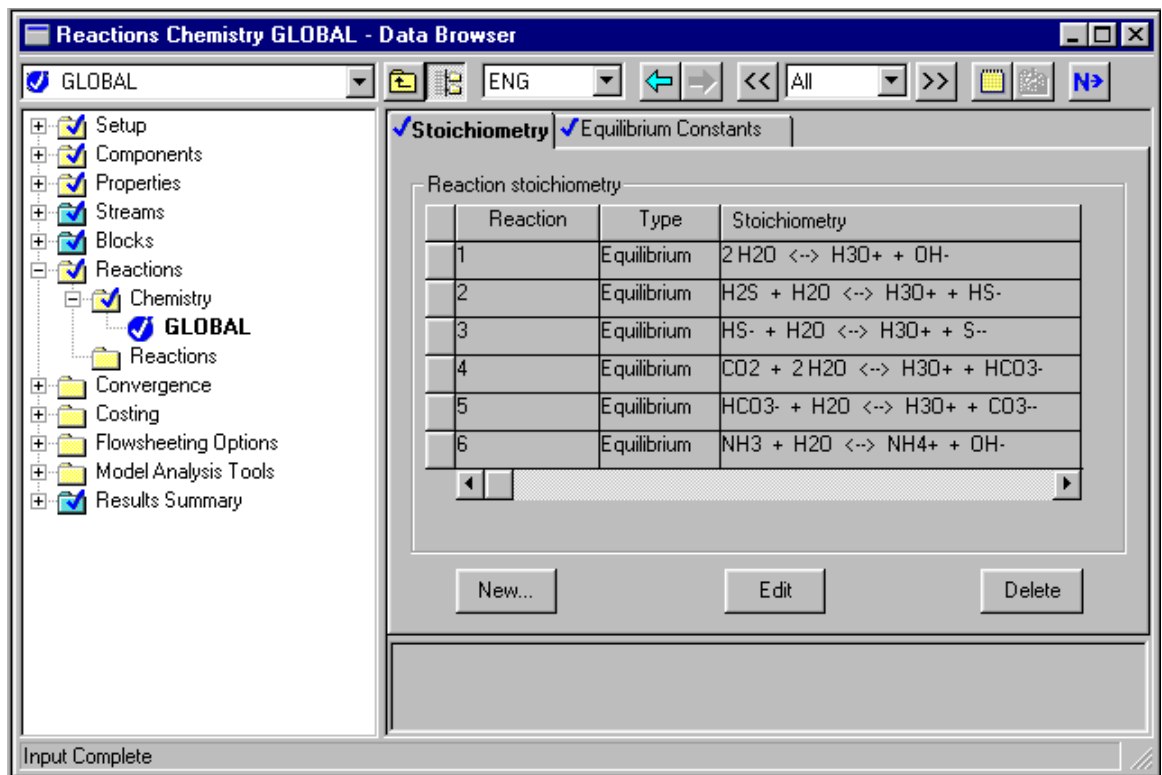 Reactions Chemistry GLOBAL - Data Browser
GLOBAL ENG << All >> N
Setup
Components
Properties
Streams
Blocks
Reactions
Chemistry
GLOBAL
Reactions
Convergence
Costing
Flowsheeting Options
Model Analysis Tools
Results Summary
Stoichiometry Equilibrium Constants
Reaction stoichiometry
Reaction Type Stoichiometry
1 Equilibrium 2 H2O <--> H3O+ + OH-
2 Equilibrium H2S + H2O <--> H3O+ + HS-
3 Equilibrium HS- + H2O <--> H3O+ + S--
4 Equilibrium CO2 + 2 H2O <--> H3O+ + HCO3-
5 Equilibrium HCO3- + H2O <--> H3O+ + CO3--
6 Equilibrium NH3 + H2O <--> NH4+ + OH-
New... Edit Delete
Input Complete